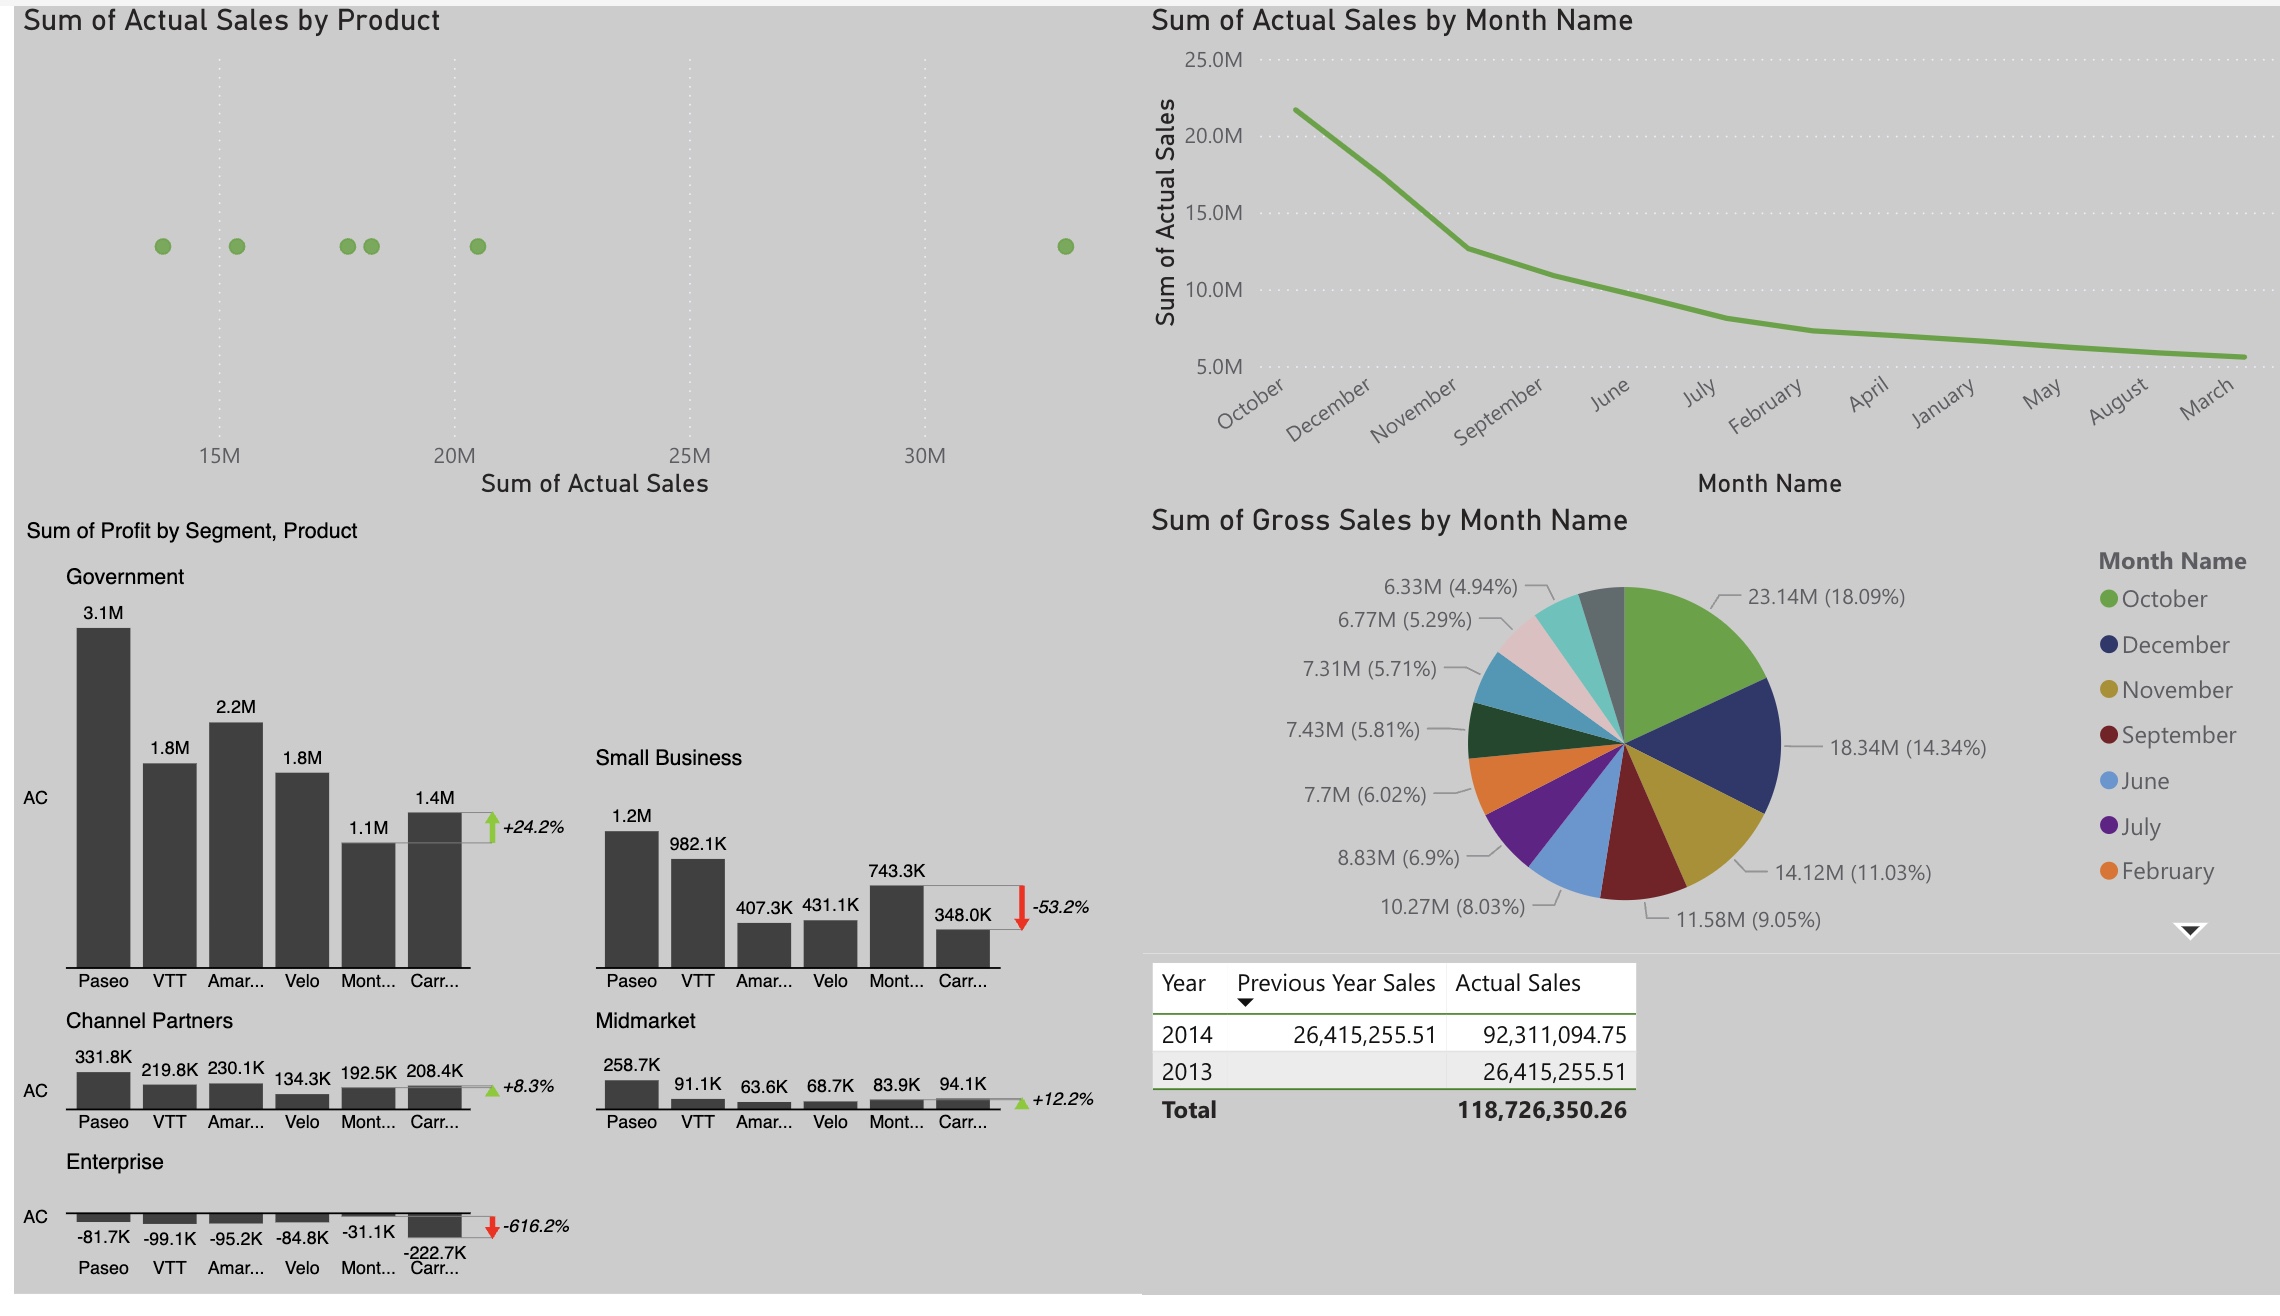 Sum of Actual Sales by Product
15M 20M 25M 30M
Sum of Actual Sales
Sum of Actual Sales by Month Name
Sum of Actual Sales
25.0M
20.0M
15.0M
10.0M
5.0M
October December November September June July February April January May August March
Month Name
Sum of Profit by Segment, Product
Government
AC
3.1M 1.8M 2.2M 1.8M 1.1M 1.4M +24.2%
Paseo VTT Amar... Velo Mont... Carr...
Small Business
1.2M 982.1K 407.3K 431.1K 743.3K 348.0K -53.2%
Paseo VTT Amar... Velo Mont... Carr...
Channel Partners
AC
331.8K 219.8K 230.1K 134.3K 192.5K 208.4K +8.3%
Paseo VTT Amar... Velo Mont... Carr...
Midmarket
258.7K 91.1K 63.6K 68.7K 83.9K 94.1K +12.2%
Paseo VTT Amar... Velo Mont... Carr...
Enterprise
AC
-81.7K -99.1K -95.2K -84.8K -31.1K -222.7K -616.2%
Paseo VTT Amar... Velo Mont... Carr...
Sum of Gross Sales by Month Name
23.14M (18.09%)
18.34M (14.34%)
14.12M (11.03%)
11.58M (9.05%)
10.27M (8.03%)
8.83M (6.9%)
7.7M (6.02%)
7.43M (5.81%)
7.31M (5.71%)
6.77M (5.29%)
6.33M (4.94%)
Month Name
October
December
November
September
June
July
February
Year Previous Year Sales Actual Sales
2014 26,415,255.51 92,311,094.75
2013 26,415,255.51
Total 118,726,350.26